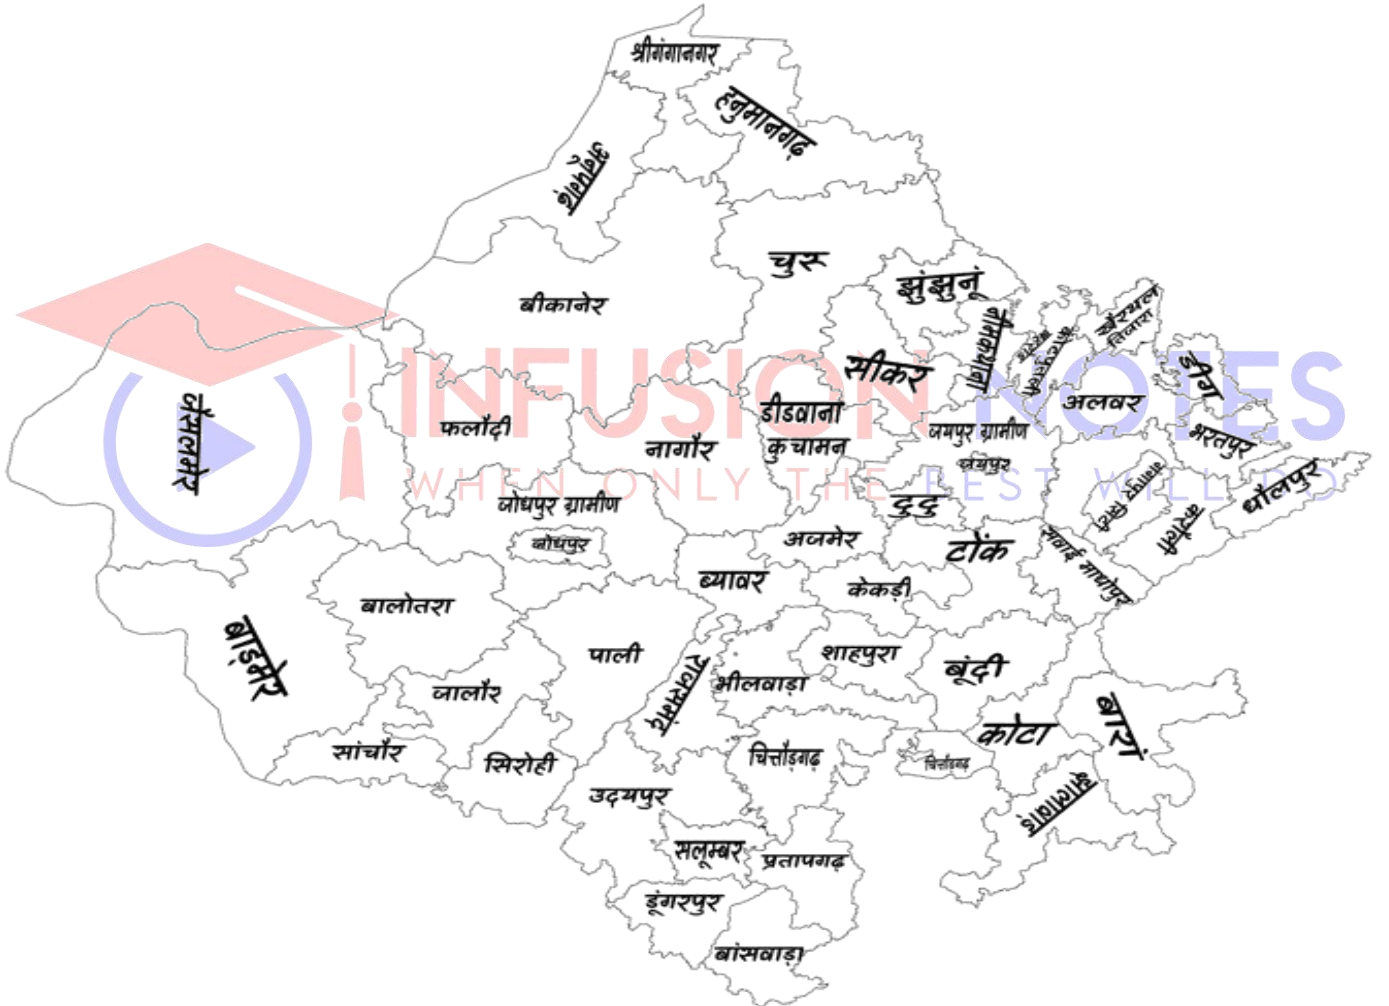 श्रीगंगानगर
हनुमानगढ़
अनूपगढ़
चुरू
झुंझुनूं
बीकानेर
खैरथल
तिजारा
नीमकाथाना
कोटपूतली
बहरोड़
सीकर
डीग
INFUSION NOTES
अलवर
जैसलमेर
डीडवाना
कुचामन
फलौदी
नागौर
जयपुर ग्रामीण
जयपुर
भरतपुर
WHEN ONLY THE BEST WILL DO
धौलपुर
गंगापुर
सिटी
जोधपुर ग्रामीण
जोधपुर
दुदु
करौली
अजमेर
टोंक
सवाई माधोपुर
ब्यावर
केकड़ी
बालोतरा
बाड़मेर
पाली
राजसमंद
भीलवाड़ा
शाहपुरा
बूंदी
जालौर
सांचौर
सिरोही
चित्तौड़गढ़
चित्तौड़गढ़
कोटा
बारां
झालावाड़
उदयपुर
सलूम्बर
प्रतापगढ़
डूंगरपुर
बांसवाड़ा